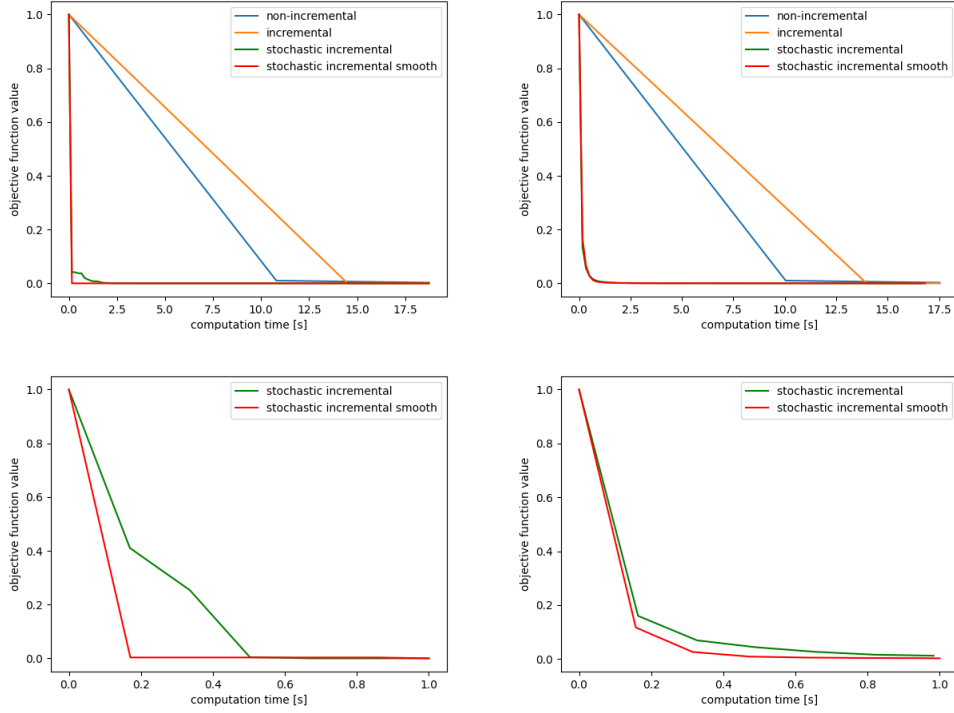 non-incremental
incremental
stochastic incremental
stochastic incremental smooth
objective function value
1.0
0.8
0.6
0.4
0.2
0.0
0.0 2.5 5.0 7.5 10.0 12.5 15.0 17.5
computation time [s]
non-incremental
incremental
stochastic incremental
stochastic incremental smooth
objective function value
1.0
0.8
0.6
0.4
0.2
0.0
0.0 2.5 5.0 7.5 10.0 12.5 15.0 17.5
computation time [s]
stochastic incremental
stochastic incremental smooth
objective function value
1.0
0.8
0.6
0.4
0.2
0.0
0.0 0.2 0.4 0.6 0.8 1.0
computation time [s]
stochastic incremental
stochastic incremental smooth
objective function value
1.0
0.8
0.6
0.4
0.2
0.0
0.0 0.2 0.4 0.6 0.8 1.0
computation time [s]